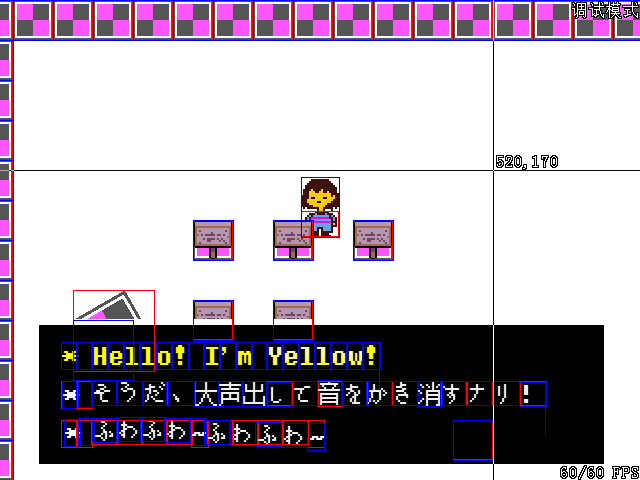 调试模式
520,170
* Hello! I'm Yellow!
* そうだ、大声出して音をかき消すナリ!
* ふわふわ~ふわふわ~
60/60 FPS